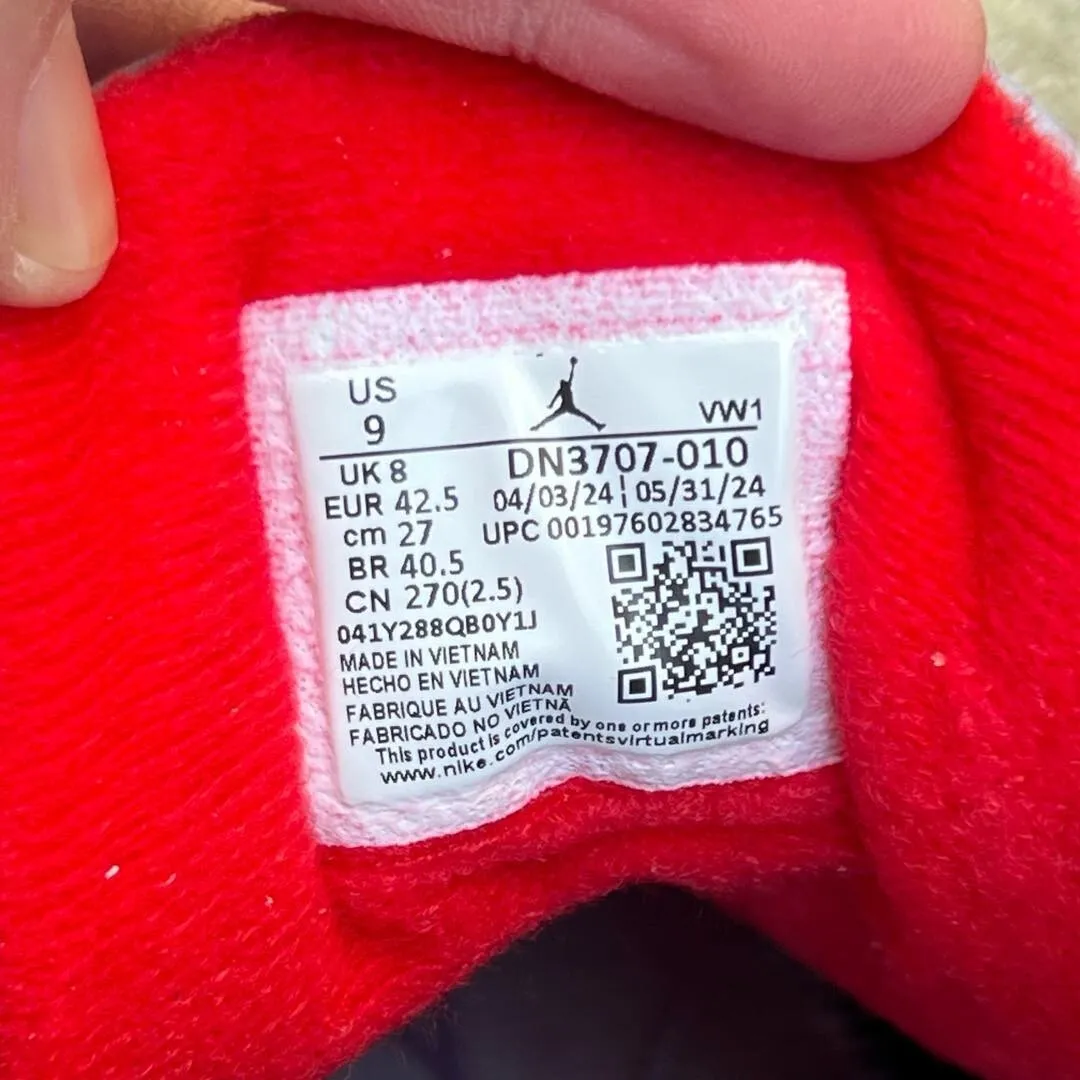 US
9
VW1
UK 8
EUR 42.5
cm 27
BR 40.5
CN 270(2.5)
DN3707-010
04/03/24¦05/31/24
UPC 00197602834765
041Y288QB0Y1J
MADE IN VIETNAM
HECHO EN VIETNAM
FABRIQUE AU VIETNAM
FABRICADO NO VIETNÃ
This product is covered by one or more patents:
www.nike.com/patentsvirtualmarking